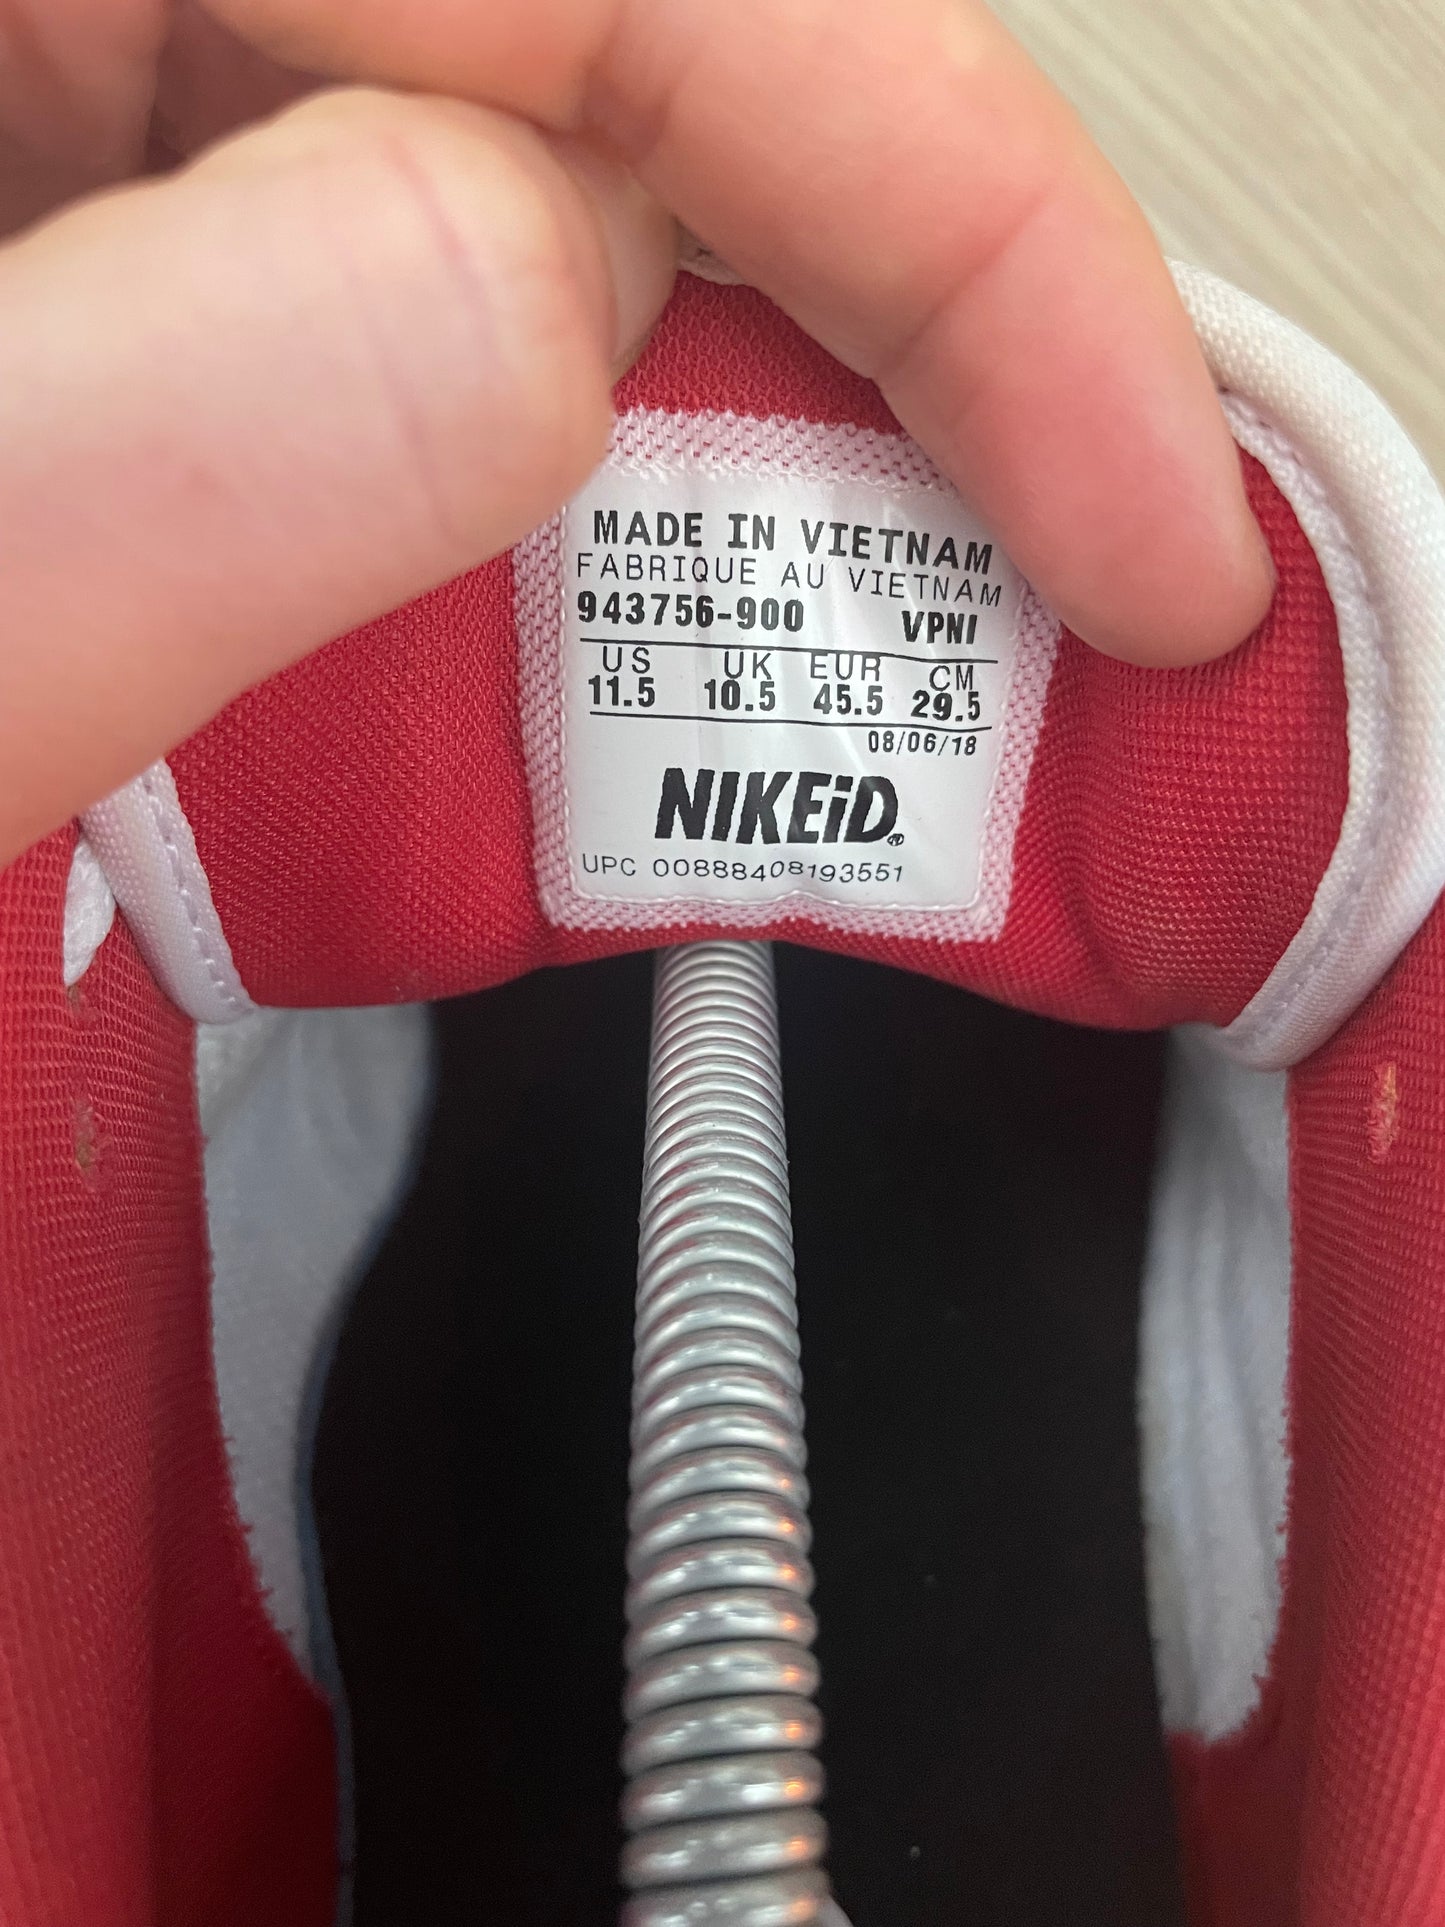 MADE IN VIETNAM
FABRIQUE AU VIETNAM
943756-900 VPNI
US UK EUR CM
11.5 10.5 45.5 29.5
08/06/18
NIKEiD®
UPC 00888408193551